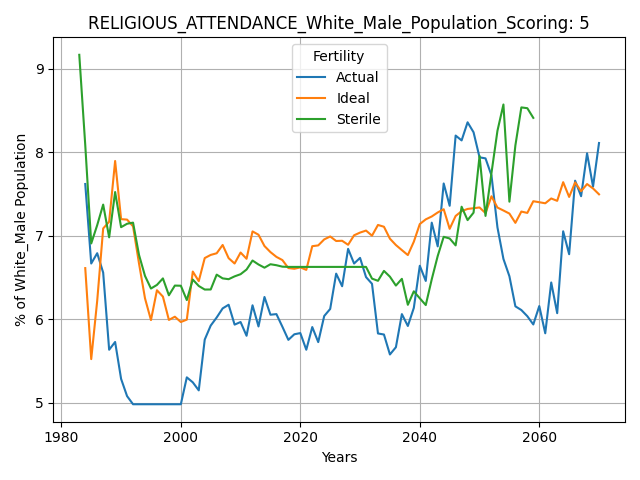 RELIGIOUS_ATTENDANCE_White_Male_Population_Scoring: 5
Fertility
Actual
Ideal
Sterile
% of White_Male Population
9
8
7
6
5
1980
2000
2020
2040
2060
Years